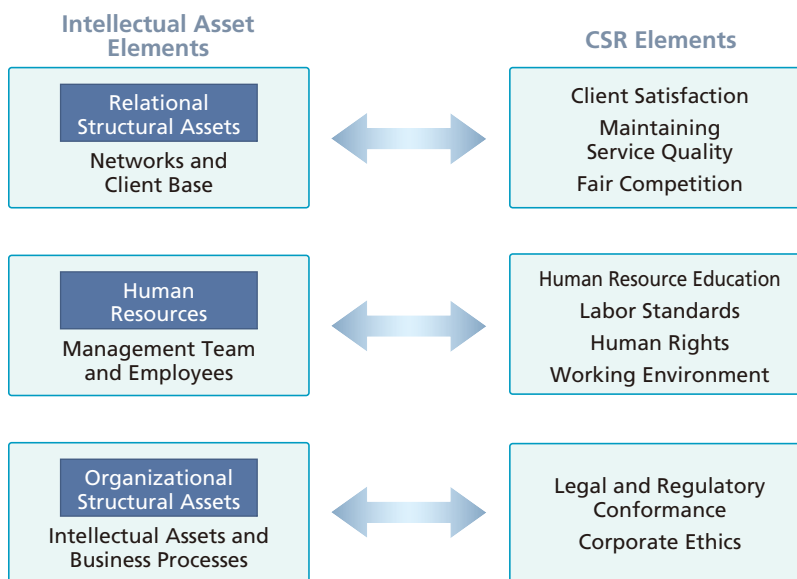 Intellectual Asset
Elements
CSR Elements
Relational
Structural Assets
Networks and
Client Base
Client Satisfaction
Maintaining
Service Quality
Fair Competition
Human
Resources
Management Team
and Employees
Human Resource Education
Labor Standards
Human Rights
Working Environment
Organizational
Structural Assets
Intellectual Assets and
Business Processes
Legal and Regulatory
Conformance
Corporate Ethics